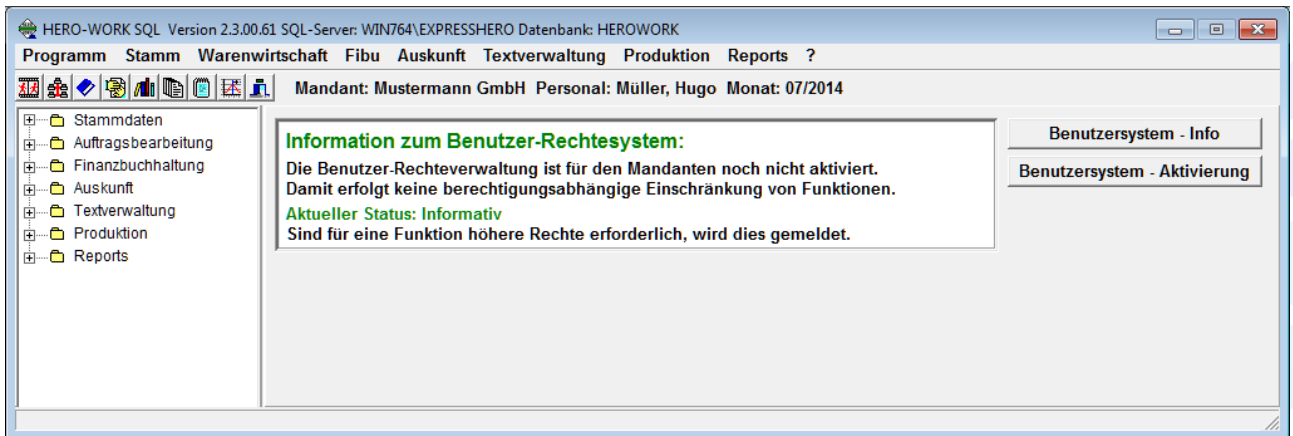 HERO-WORK SQL Version 2.3.00.61 SQL-Server: WIN764\EXPRESSHERO Datenbank: HEROWORK
Programm Stamm Warenwirtschaft Fibu Auskunft Textverwaltung Produktion Reports ?
Mandant: Mustermann GmbH Personal: Müller, Hugo Monat: 07/2014
Stammdaten
Auftragsbearbeitung
Finanzbuchhaltung
Auskunft
Textverwaltung
Produktion
Reports
Information zum Benutzer-Rechtesystem:
Die Benutzer-Rechteverwaltung ist für den Mandanten noch nicht aktiviert.
Damit erfolgt keine berechtigungsabhängige Einschränkung von Funktionen.
Aktueller Status: Informativ
Sind für eine Funktion höhere Rechte erforderlich, wird dies gemeldet.
Benutzersystem - Info
Benutzersystem - Aktivierung